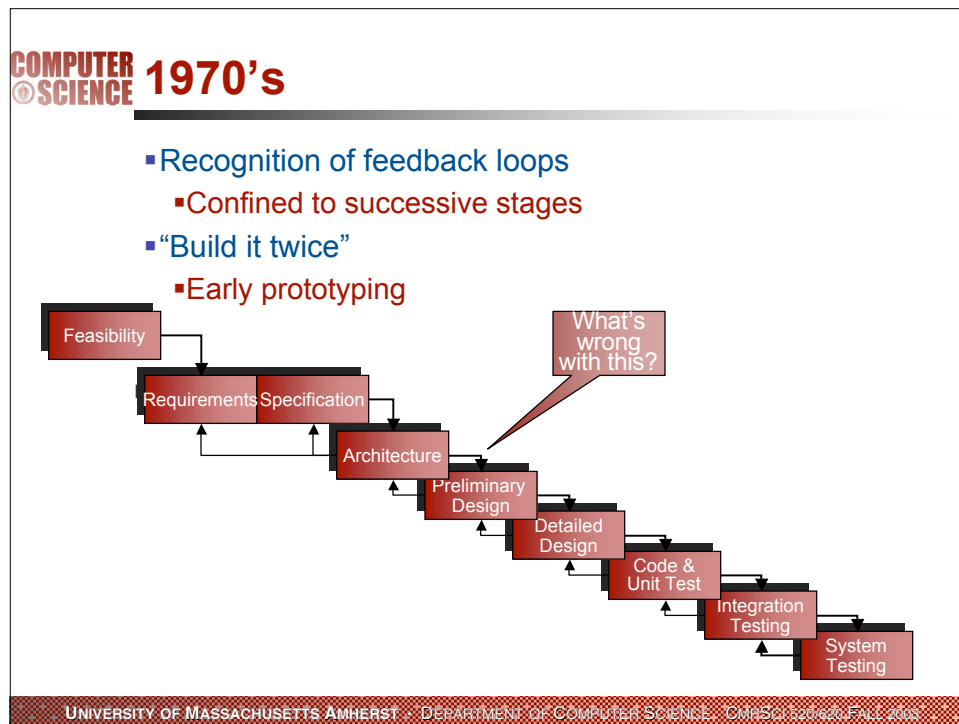 COMPUTER
SCIENCE
1970's
▪Recognition of feedback loops
▪Confined to successive stages
▪“Build it twice”
▪Early prototyping
What's
wrong
with this?
Feasibility
Requirements
Specification
Architecture
Preliminary
Design
Detailed
Design
Code &
Unit Test
Integration
Testing
System
Testing
UNIVERSITY OF MASSACHUSETTS AMHERST · DEPARTMENT OF COMPUTER SCIENCE CMPSCI 520/620 FALL 2003